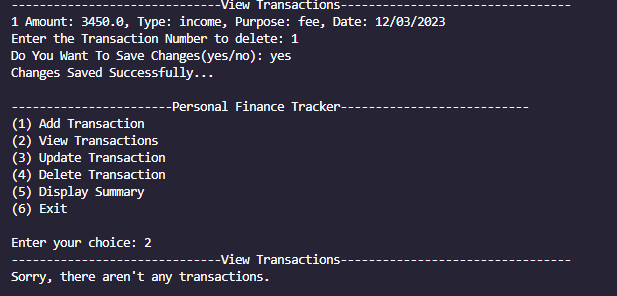 ------------------------------View Transactions---------------------------------
1 Amount: 3450.0, Type: income, Purpose: fee, Date: 12/03/2023
Enter the Transaction Number to delete: 1
Do You Want To Save Changes(yes/no): yes
Changes Saved Successfully...
-----------------------Personal Finance Tracker---------------------------
(1) Add Transaction
(2) View Transactions
(3) Update Transaction
(4) Delete Transaction
(5) Display Summary
(6) Exit
Enter your choice: 2
------------------------------View Transactions---------------------------------
Sorry, there aren't any transactions.